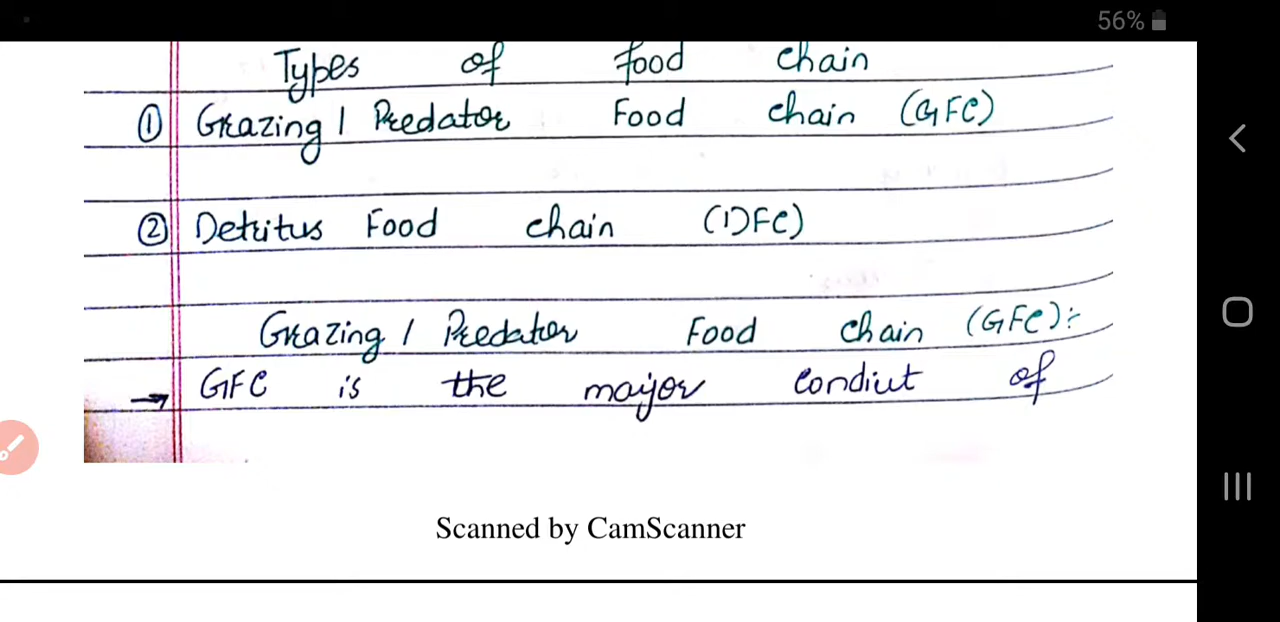 56%
Types of food chain
① Grazing / Predator Food chain (GFC)
② Detritus Food chain (DFC)
Grazing / Predator Food chain (GFC):-
→ GFC is the major conduit of
Scanned by CamScanner